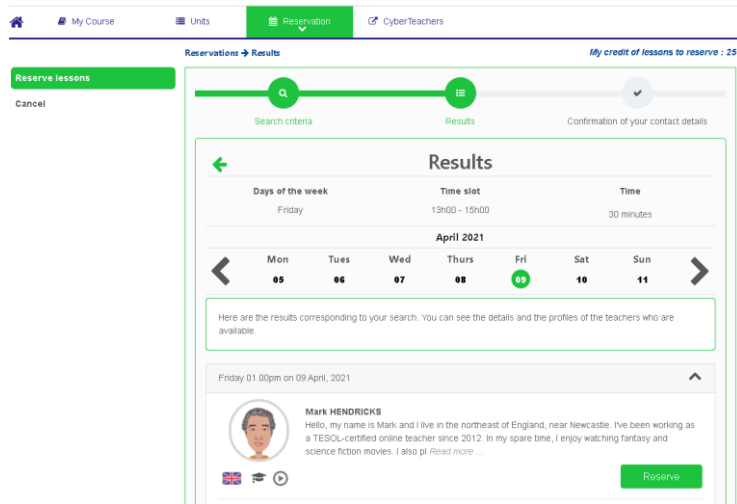 My Course Units Reservation CyberTeachers
Reservations → Results My credit of lessons to reserve : 25
Reserve lessons
Cancel
Search criteria Results Confirmation of your contact details
Results
Days of the week Time slot Time
Friday 13h00 - 15h00 30 minutes
April 2021
Mon Tues Wed Thurs Fri Sat Sun
05 06 07 08 09 10 11
Here are the results corresponding to your search. You can see the details and the profiles of the teachers who are
available.
Friday 01.00pm on 09 April, 2021
Mark HENDRICKS
Hello, my name is Mark and I live in the northeast of England, near Newcastle. I've been working as
a TESOL-certified online teacher since 2012. In my spare time, I enjoy watching fantasy and
science fiction movies. I also pl Read more ...
Reserve